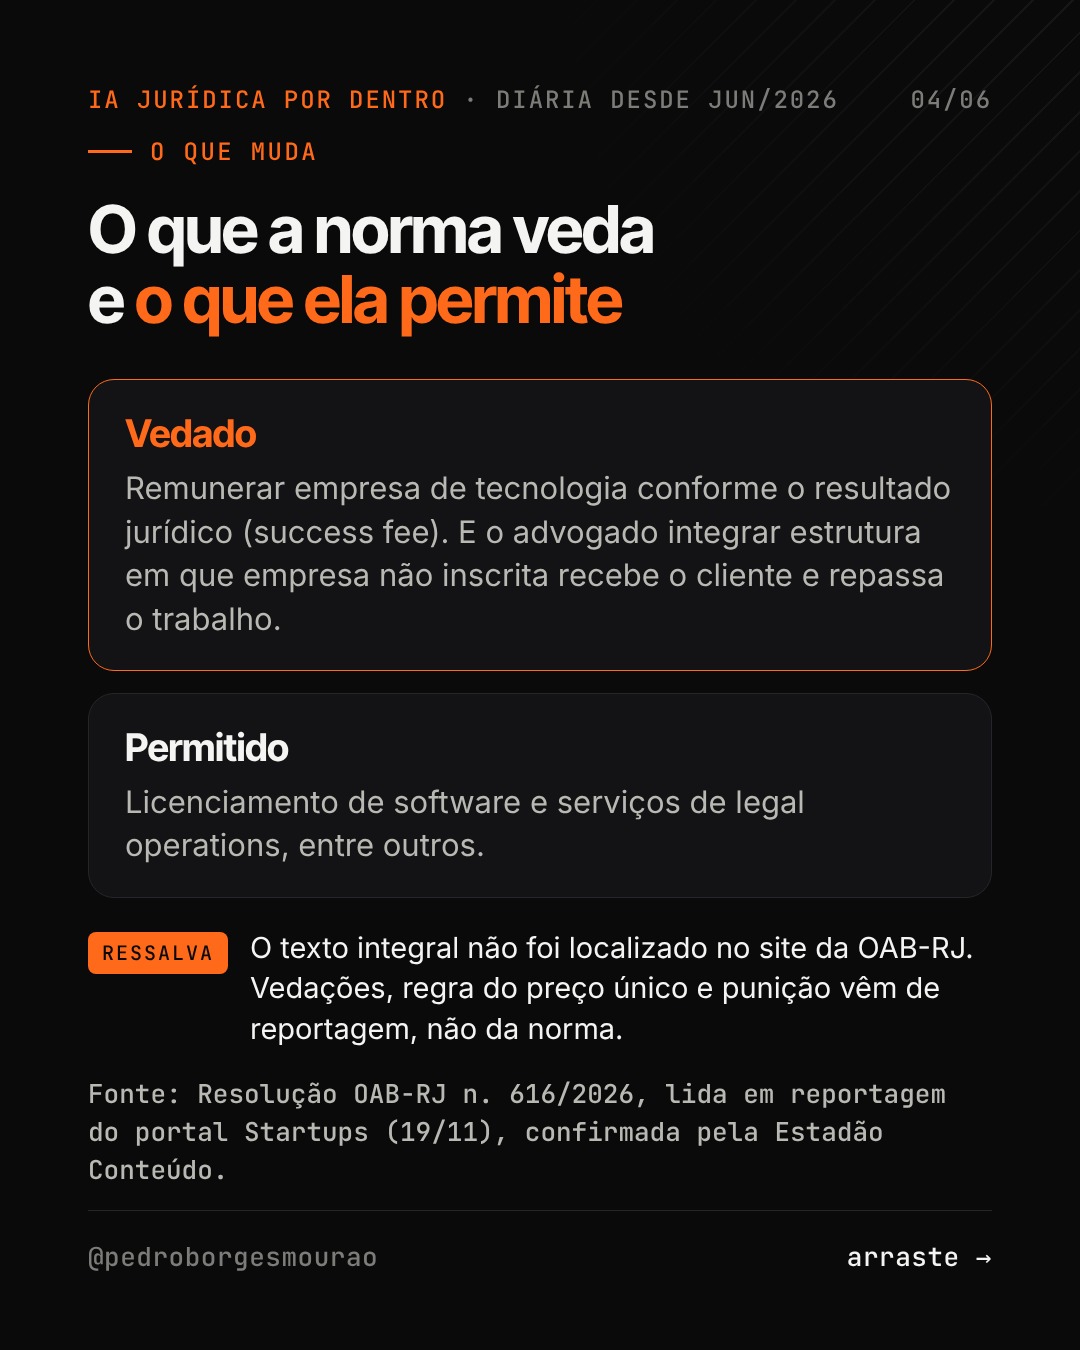 IA JURÍDICA POR DENTRO · DIÁRIA DESDE JUN/2026 04/06
O QUE MUDA
O que a norma veda
e o que ela permite
Vedado
Remunerar empresa de tecnologia conforme o resultado
jurídico (success fee). E o advogado integrar estrutura
em que empresa não inscrita recebe o cliente e repassa
o trabalho.
Permitido
Licenciamento de software e serviços de legal
operations, entre outros.
RESSALVA O texto integral não foi localizado no site da OAB-RJ.
Vedações, regra do preço único e punição vêm de
reportagem, não da norma.
Fonte: Resolução OAB-RJ n. 616/2026, lida em reportagem
do portal Startups (19/11), confirmada pela Estadão
Conteúdo.
@pedroborgesmourao arraste →